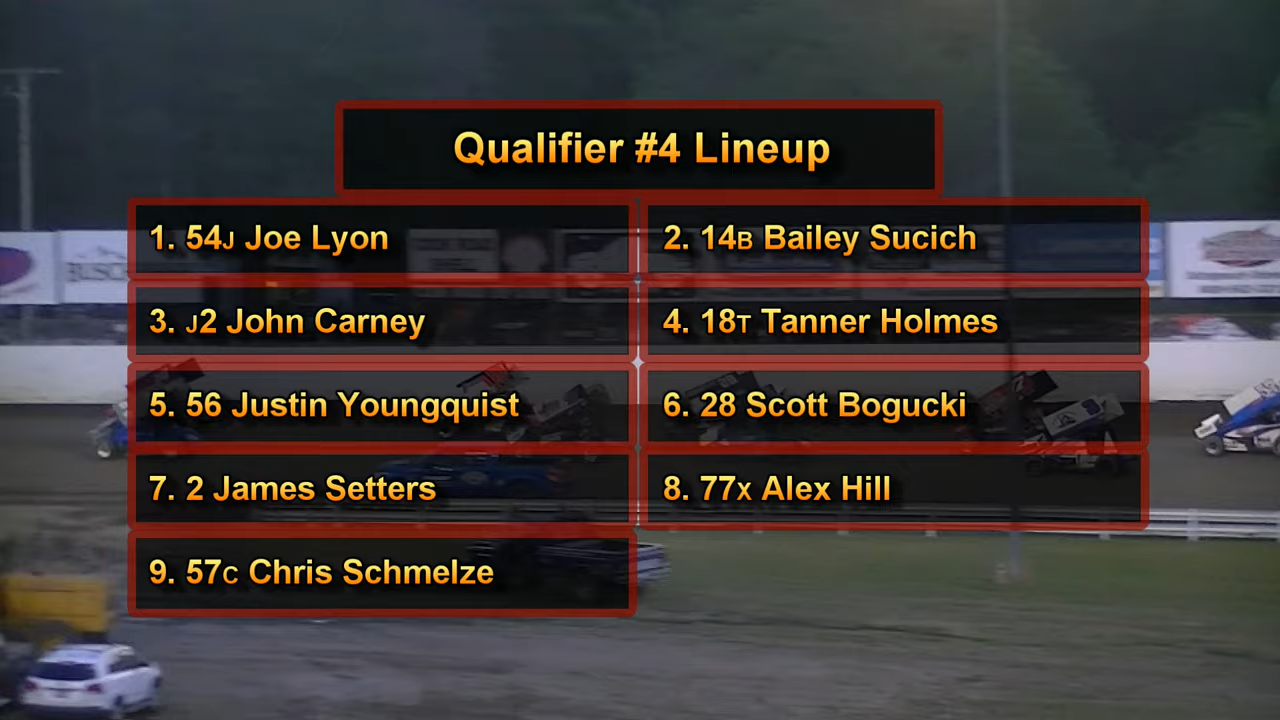 Qualifier #4 Lineup
1. 54J Joe Lyon
2. 14B Bailey Sucich
3. J2 John Carney
4. 18T Tanner Holmes
5. 56 Justin Youngquist
6. 28 Scott Bogucki
7. 2 James Setters
8. 77X Alex Hill
9. 57C Chris Schmelze